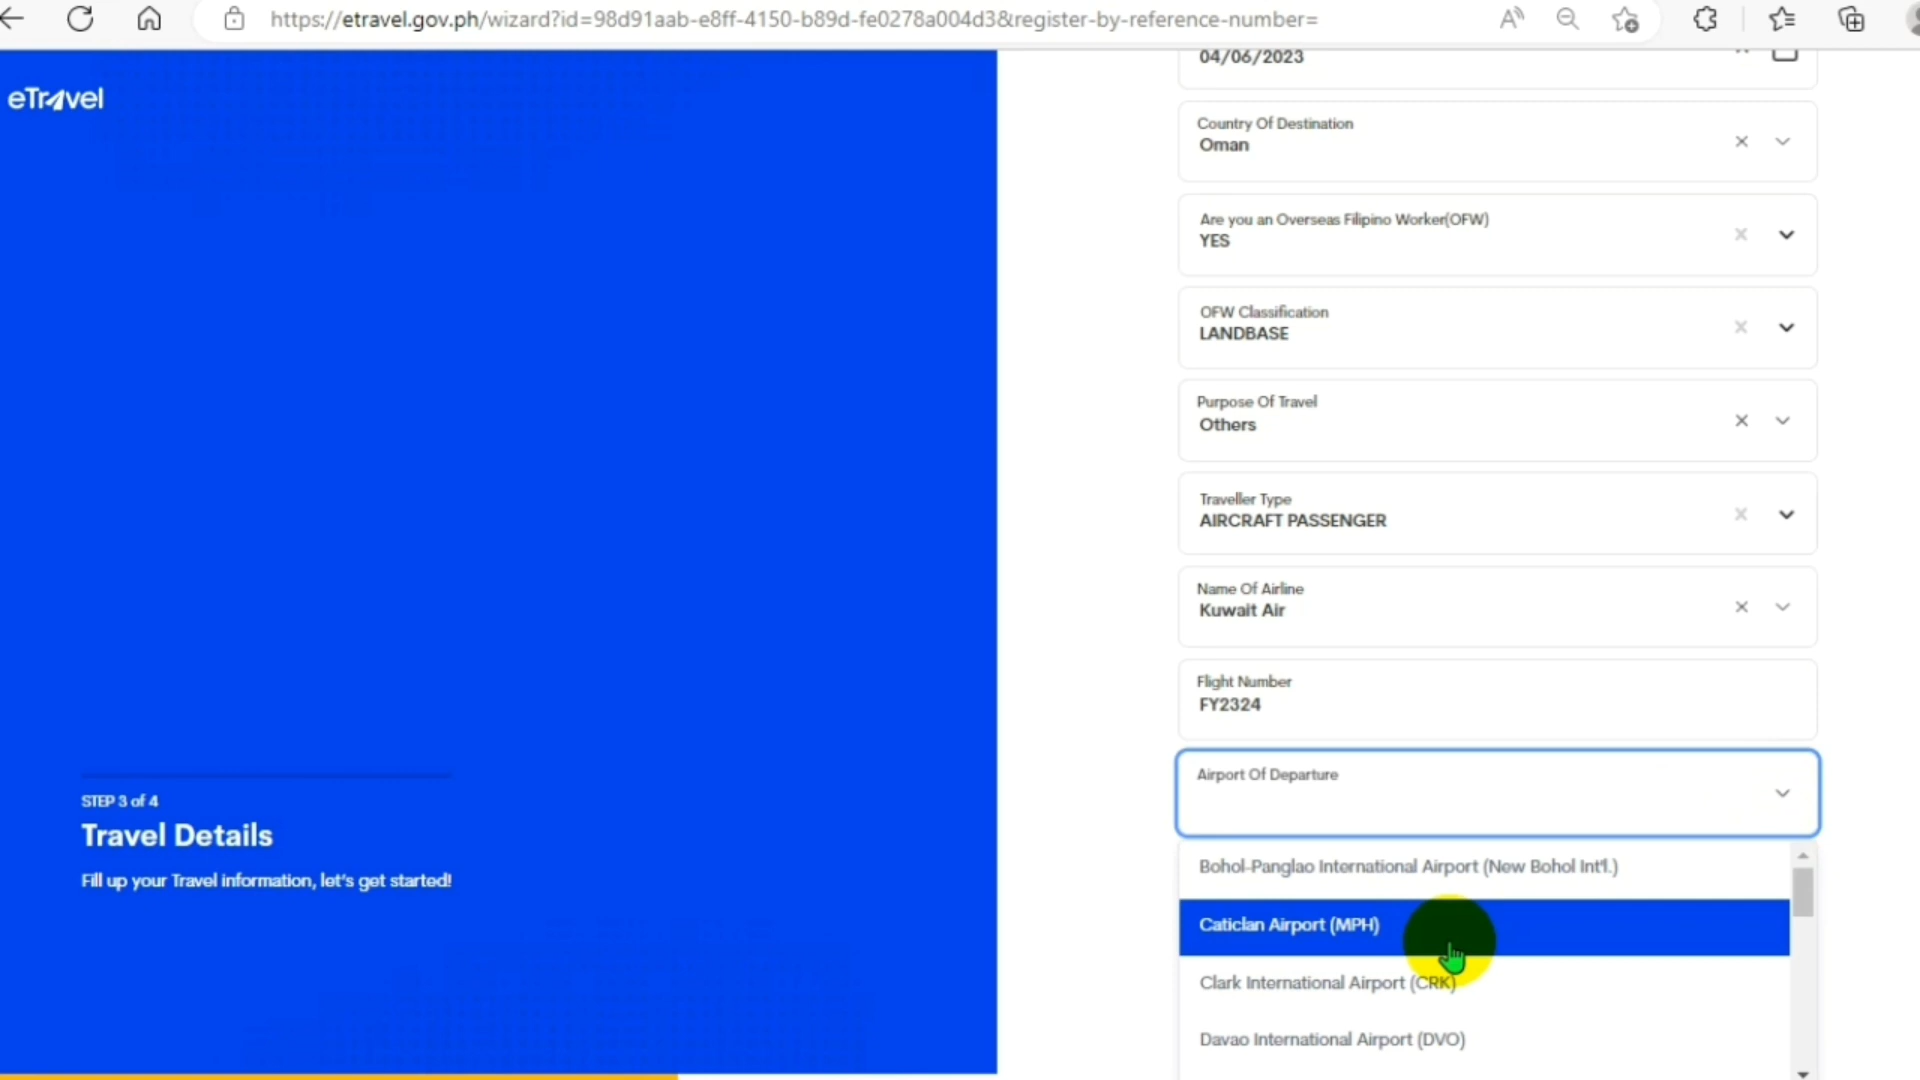 https://etravel.gov.ph/wizard?id=98d91aab-e8ff-4150-b89d-fe0278a004d3&register-by-reference-number=
eTravel
STEP 3 of 4
Travel Details
Fill up your Travel information, let's get started!
04/06/2023
Country Of Destination
Oman
Are you an Overseas Filipino Worker(OFW)
YES
OFW Classification
LANDBASE
Purpose Of Travel
Others
Traveller Type
AIRCRAFT PASSENGER
Name Of Airline
Kuwait Air
Flight Number
FY2324
Airport Of Departure
Bohol-Panglao International Airport (New Bohol Int'l.)
Caticlan Airport (MPH)
Clark International Airport (CRK)
Davao International Airport (DVO)